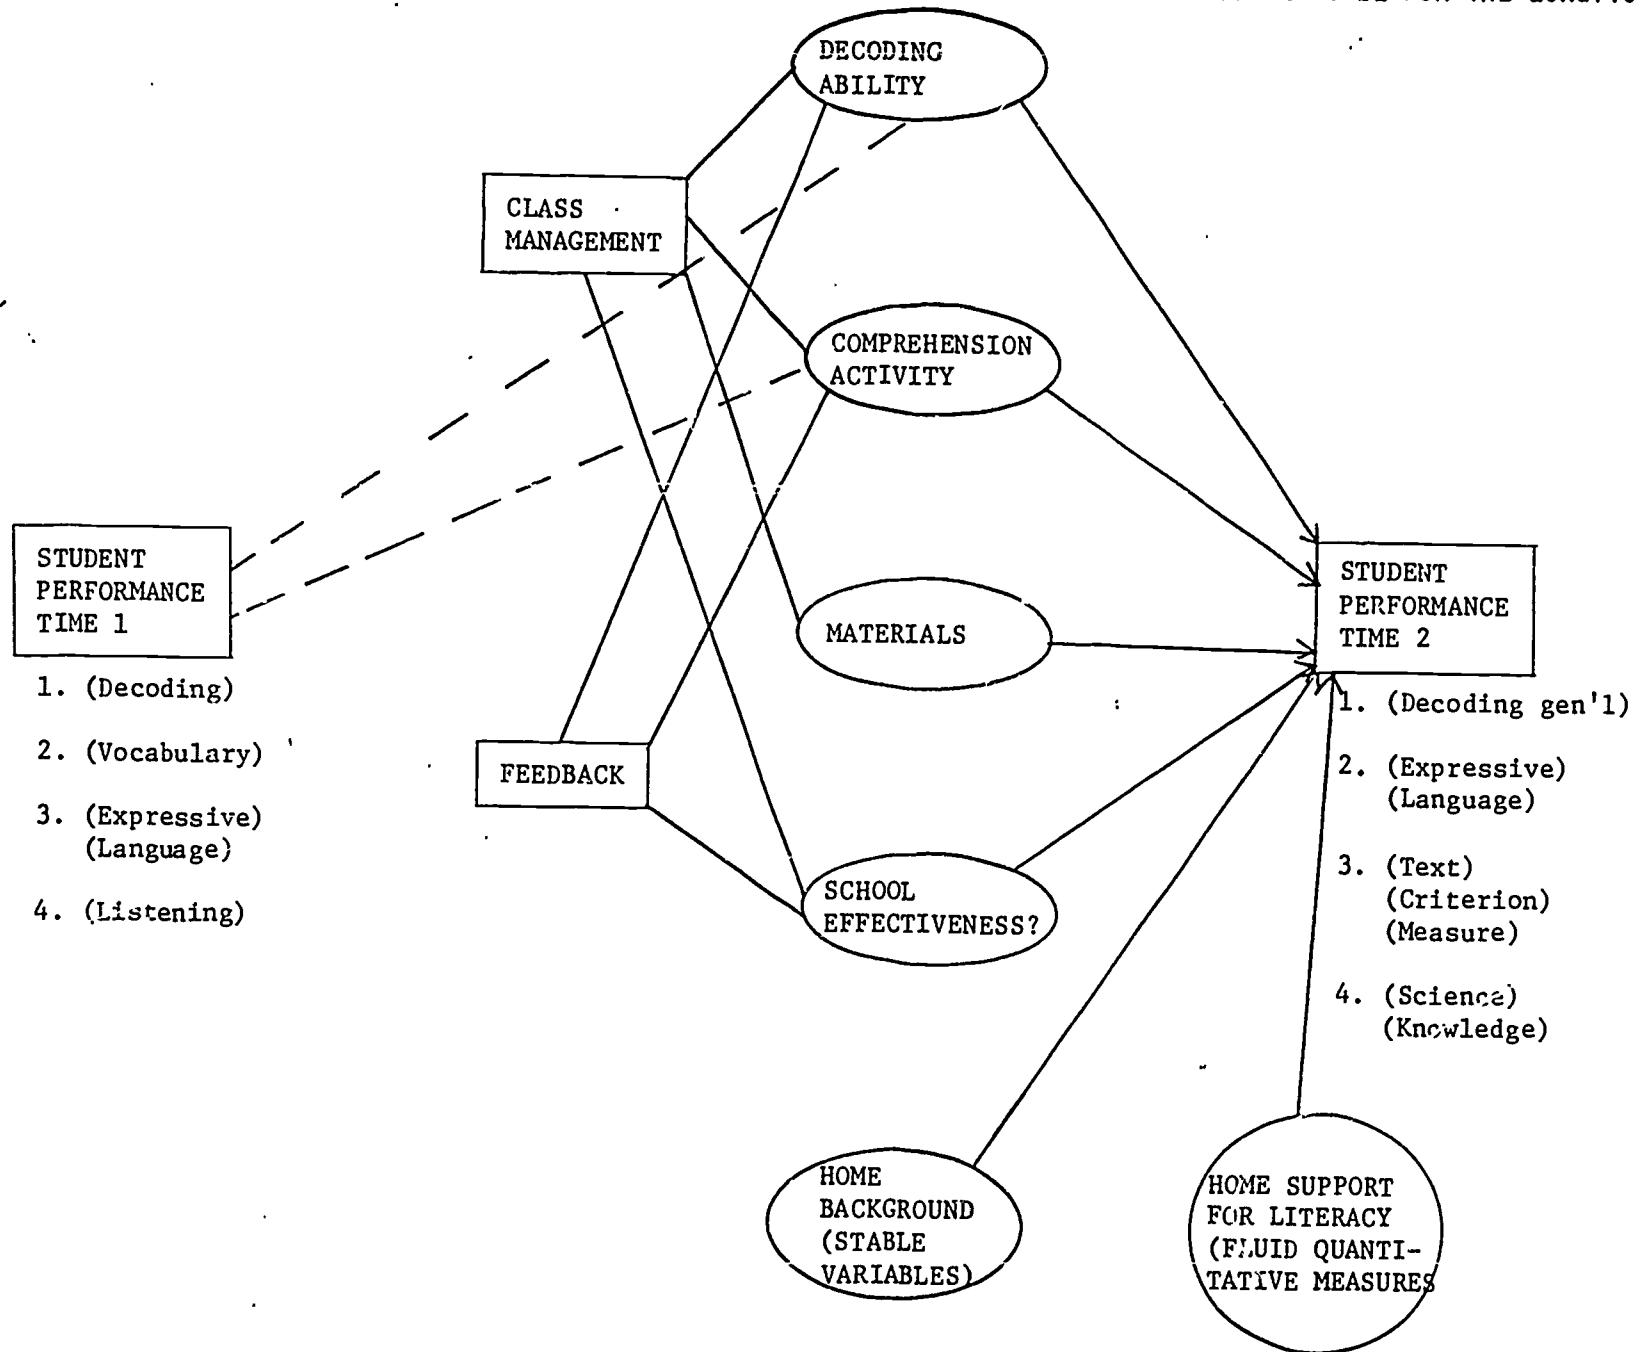 DECODING
ABILITY
CLASS
MANAGEMENT
COMPREHENSION
ACTIVITY
STUDENT
PERFORMANCE
TIME 1
1. (Decoding)
2. (Vocabulary)
3. (Expressive)
(Language)
4. (Listening)
MATERIALS
FEEDBACK
SCHOOL
EFFECTIVENESS?
STUDENT
PERFORMANCE
TIME 2
1. (Decoding gen'l)
2. (Expressive)
(Language)
3. (Text)
(Criterion)
(Measure)
4. (Science)
(Knowledge)
HOME
BACKGROUND
(STABLE
VARIABLES)
HOME SUPPORT
FOR LITERACY
(FLUID QUANTI-
TATIVE MEASURES